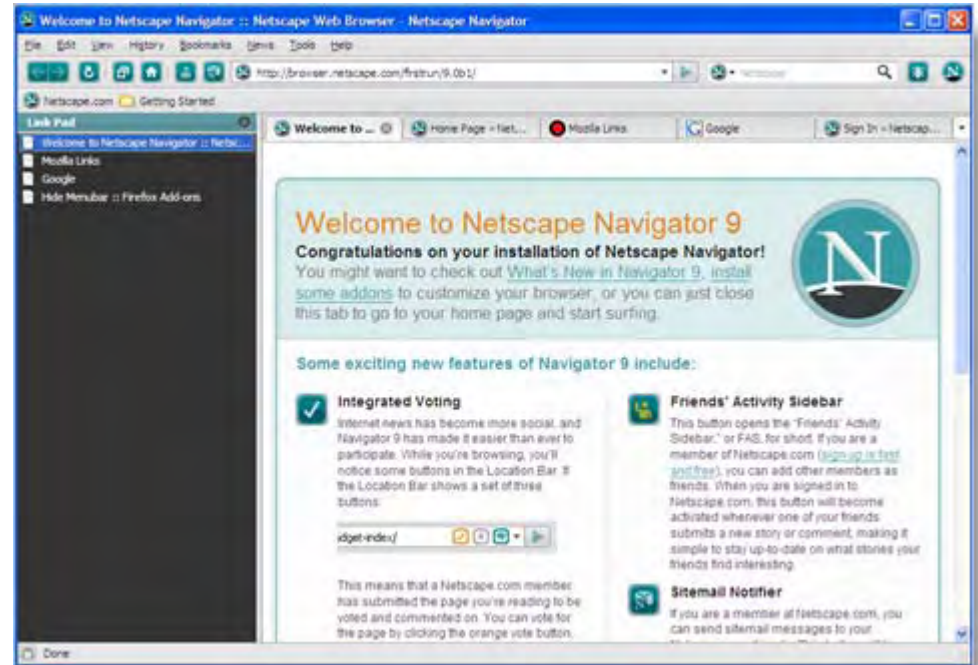 Welcome to Netscape Navigator :: Netscape Web Browser - Netscape Navigator
File Edit View History Bookmarks News Tools Help
http://browser.netscape.com/firstrun/9.0b1/
Netscape
Netscape.com Getting Started
Link Pad
Welcome to Netscape Navigator :: Netsc...
Mozilla Links
Google
Hide Menubar :: Firefox Add-ons
Welcome to ... Home Page - Net... Mozilla Links Google Sign In - Netscap...
Welcome to Netscape Navigator 9
Congratulations on your installation of Netscape Navigator!
You might want to check out What's New in Navigator 9, install
some addons to customize your browser, or you can just close
this tab to go to your home page and start surfing.
N
Some exciting new features of Navigator 9 include:
Integrated Voting
Internet news has become more social, and
Navigator 9 has made it easier than ever to
participate. While you're browsing, you'll
notice some buttons in the Location Bar. If
the Location Bar shows a set of three
buttons:
idget-index/
This means that a Netscape.com member
has submitted the page you're reading to be
voted and commented on. You can vote for
the page by clicking the orange vote button,
Friends' Activity Sidebar
This button opens the "Friends' Activity
Sidebar," or FAS, for short. If you are a
member of Netscape.com (sign up is fast
and free), you can add other members as
friends. When you are signed in to
Netscape.com, this button will become
activated whenever one of your friends
submits a new story or comment, making it
simple to stay up-to-date on what stories your
friends find interesting.
Sitemail Notifier
If you are a member at Netscape.com, you
can send sitemail messages to your
Done